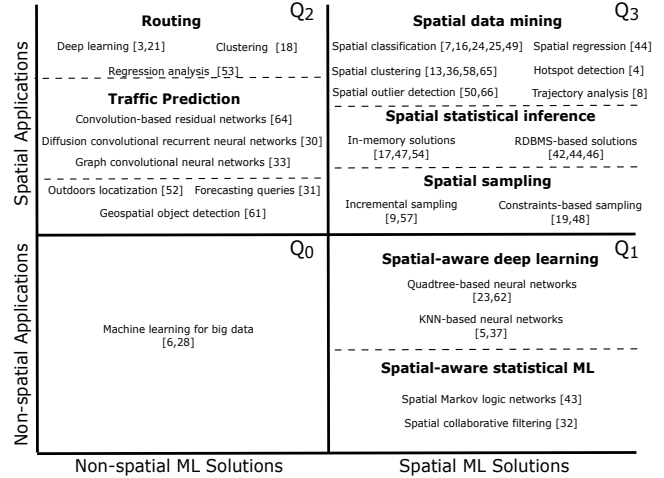 Spatial Applications
Q2
Routing
Deep learning [3,21]
Clustering [18]
Regression analysis [53]
Traffic Prediction
Convolution-based residual networks [64]
Diffusion convolutional recurrent neural networks [30]
Graph convolutional neural networks [33]
Outdoors locatization [52]
Forecasting queries [31]
Geospatial object detection [61]
Q3
Spatial data mining
Spatial classification [7,16,24,25,49]
Spatial regression [44]
Spatial clustering [13,36,58,65]
Hotspot detection [4]
Spatial outlier detection [50,66]
Trajectory analysis [8]
Spatial statistical inference
In-memory solutions
[17,47,54]
RDBMS-based solutions
[42,44,46]
Spatial sampling
Incremental sampling
[9,57]
Constraints-based sampling
[19,48]
Non-spatial Applications
Q0
Machine learning for big data
[6,28]
Q1
Spatial-aware deep learning
Quadtree-based neural networks
[23,62]
KNN-based neural networks
[5,37]
Spatial-aware statistical ML
Spatial Markov logic networks [43]
Spatial collaborative filtering [32]
Non-spatial ML Solutions
Spatial ML Solutions